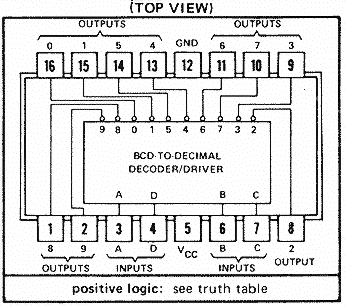 (TOP VIEW)
OUTPUTS OUTPUTS
0 1 5 4 GND 6 7 3
16 15 14 13 12 11 10 9
9 8 0 1 5 4 6 7 3 2
BCD-TO-DECIMAL
DECODER/DRIVER
A D B C
1 2 3 4 5 6 7 8
8 9 A D VCC B C 2
OUTPUTS INPUTS INPUTS OUTPUT
positive logic: see truth table